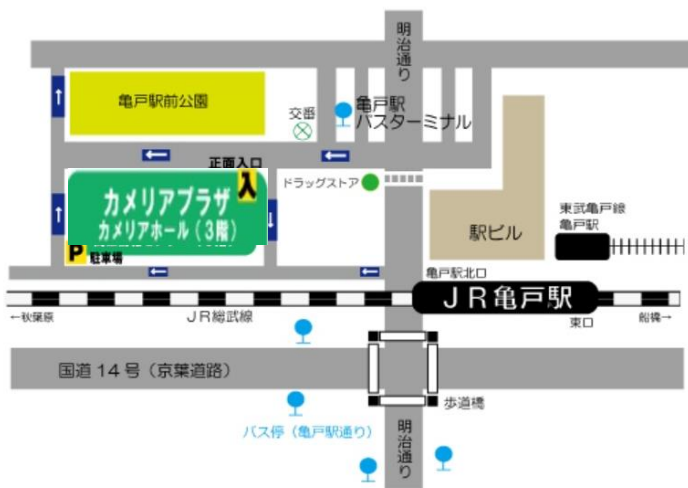 明治通り
亀戸駅前公園
交番
亀戸駅
バスターミナル
正面入口
入
ドラッグストア
カメリアプラザ
カメリアホール（3階）
P
駐車場
駅ビル
東武亀戸線
亀戸駅
亀戸駅北口
JR亀戸駅
←秋葉原
JR総武線
東口
船橋→
国道14号（京葉道路）
歩道橋
バス停（亀戸駅通り）
明治通り